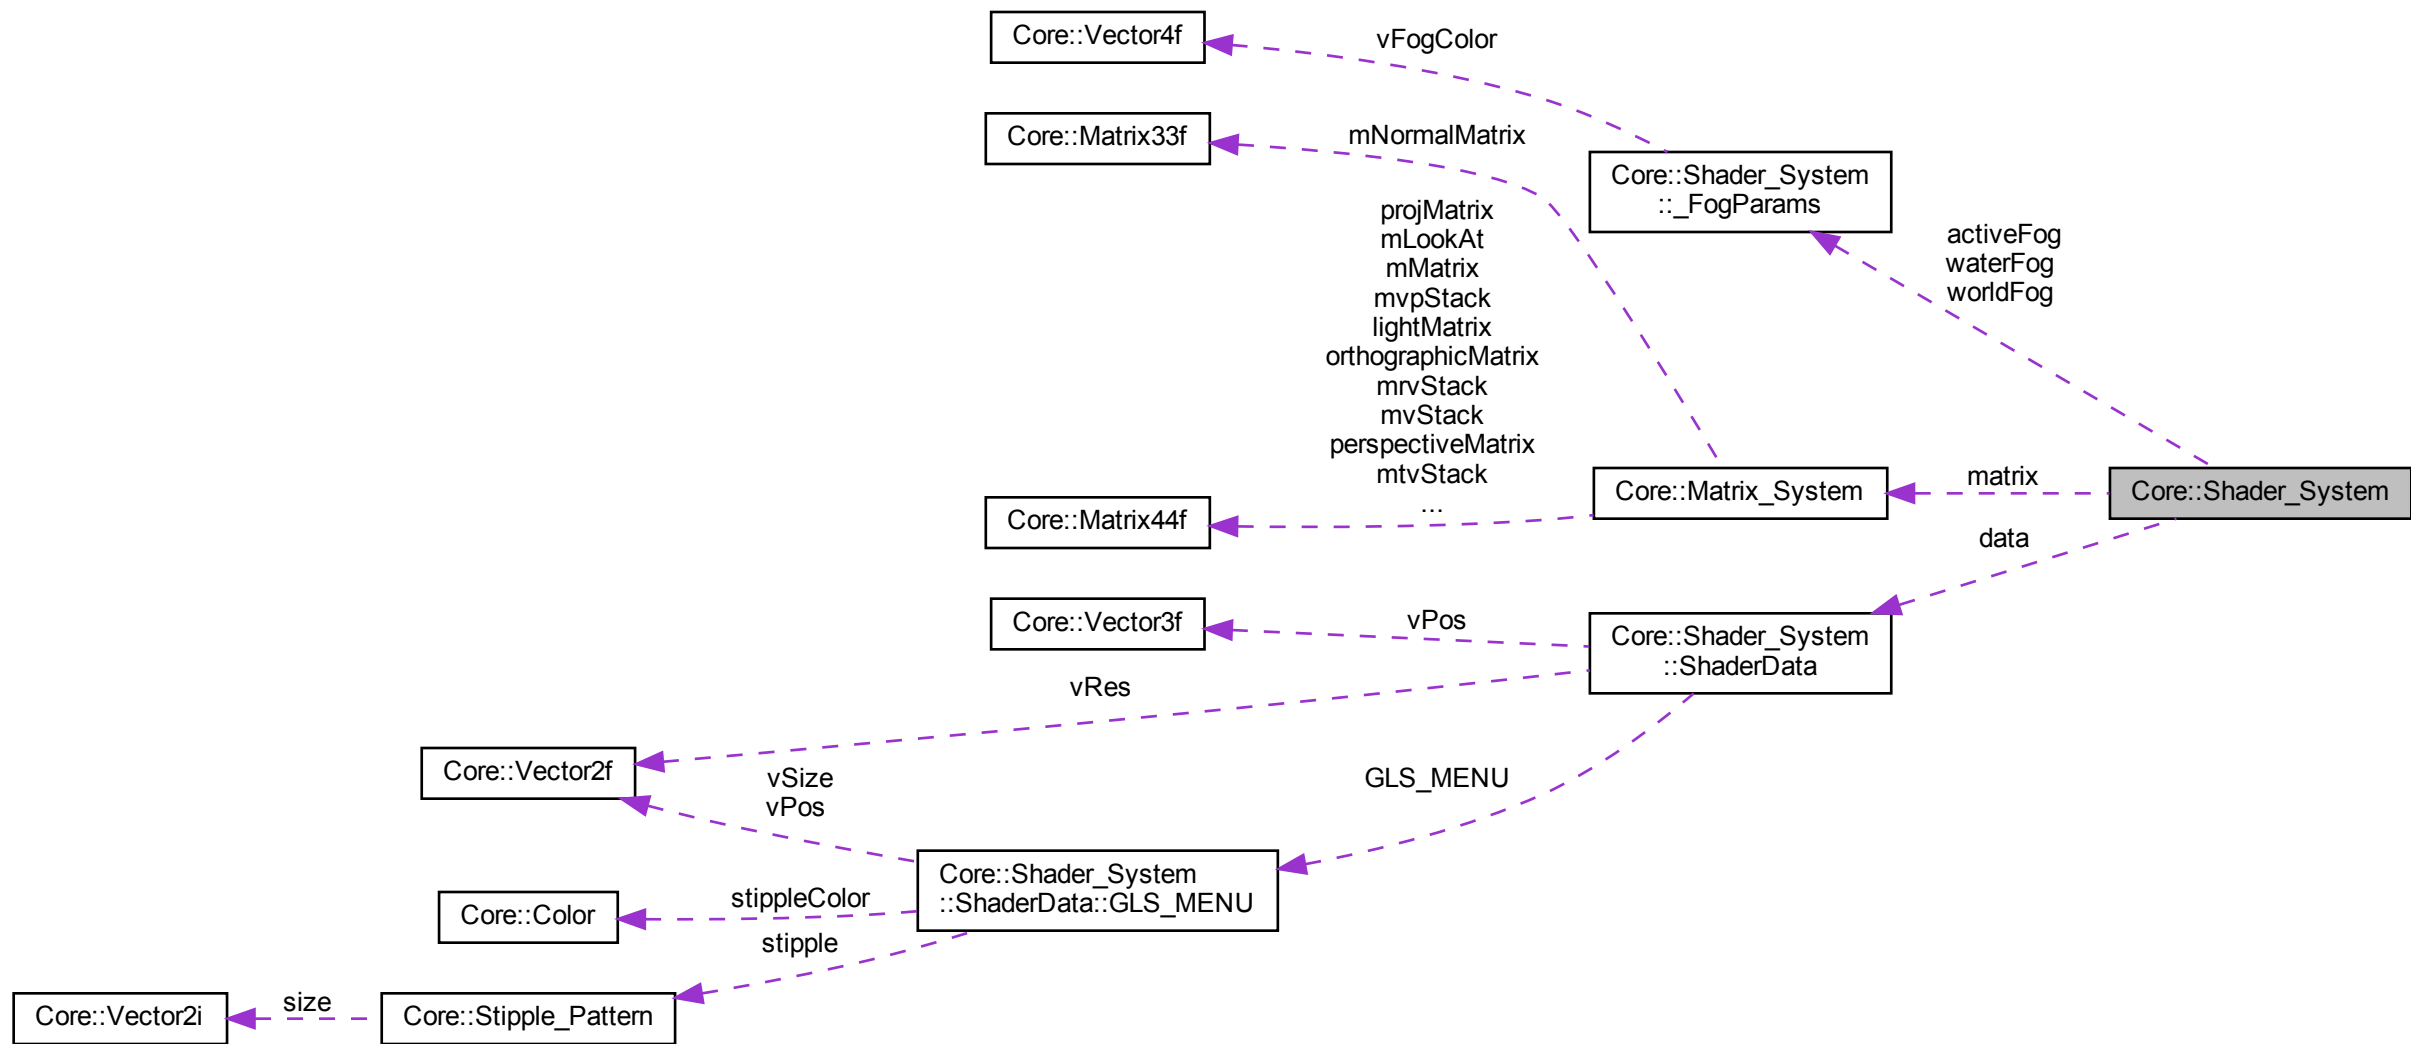 Core::Vector4f
vFogColor
Core::Matrix33f
mNormalMatrix
Core::Shader_System
::_FogParams
projMatrix
mLookAt
mMatrix
mvpStack
lightMatrix
orthographicMatrix
mrvStack
mvStack
perspectiveMatrix
mtvStack
...
activeFog
waterFog
worldFog
Core::Matrix44f
Core::Matrix_System
matrix
Core::Shader_System
data
Core::Vector3f
vPos
Core::Shader_System
::ShaderData
vRes
Core::Vector2f
vSize
vPos
GLS_MENU
Core::Shader_System
::ShaderData::GLS_MENU
Core::Color
stippleColor
stipple
Core::Vector2i
size
Core::Stipple_Pattern